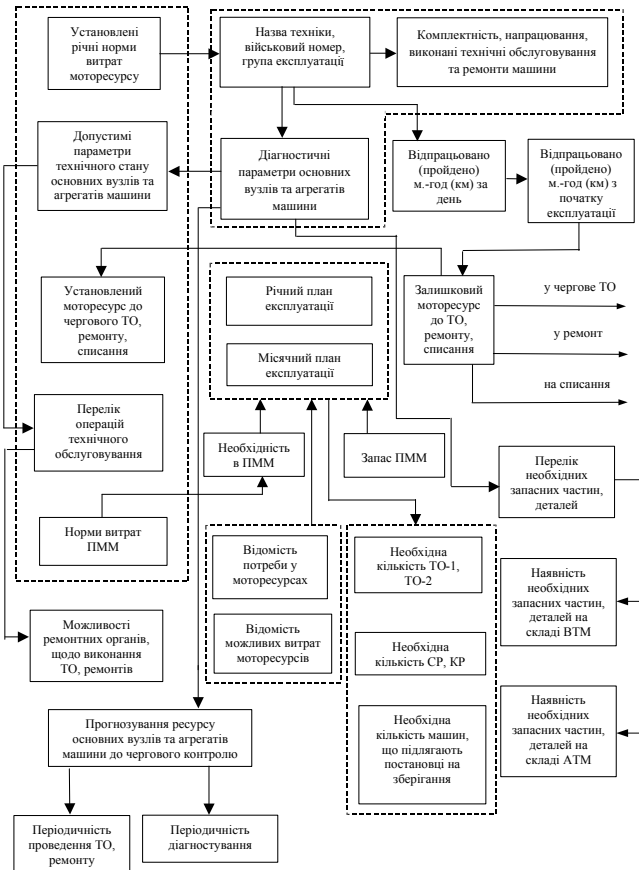 Установлені
річні норми
витрат
моторесурсу
Назва техніки,
військовий номер,
група експлуатації
Комплектність, напрацювання,
виконані технічні обслуговування
та ремонти машини
Допустимі
параметри
технічного стану
основних вузлів та
агрегатів машини
Діагностичні
параметри основних
вузлів та агрегатів
машини
Відпрацьовано
(пройдено)
м.-год (км) за
день
Відпрацьовано
(пройдено)
м.-год (км) з
початку
експлуатації
Установлений
моторесурс до
чергового ТО,
ремонту,
списання
Річний план
експлуатації
Місячний план
експлуатації
Залишковий
моторесурс
до ТО,
ремонту,
списання
у чергове ТО
у ремонт
на списання
Перелік
операцій
технічного
обслуговування
Необхідність
в ПММ
Запас ПММ
Перелік
необхідних
запасних частин,
деталей
Норми витрат
ПММ
Відомість
потреби у
моторесурсах
Відомість
можливих витрат
моторесурсів
Необхідна
кількість ТО-1,
ТО-2
Необхідна
кількість СР, КР
Необхідна
кількість машин,
що підлягають
постановці на
зберігання
Наявність
необхідних
запасних частин,
деталей на
складі ВТМ
Можливості
ремонтних органів,
щодо виконання
ТО, ремонтів
Наявність
необхідних
запасних частин,
деталей на
складі АТМ
Прогнозування ресурсу
основних вузлів та агрегатів
машини до чергового контролю
Періодичність
проведення ТО,
ремонту
Періодичність
діагностування